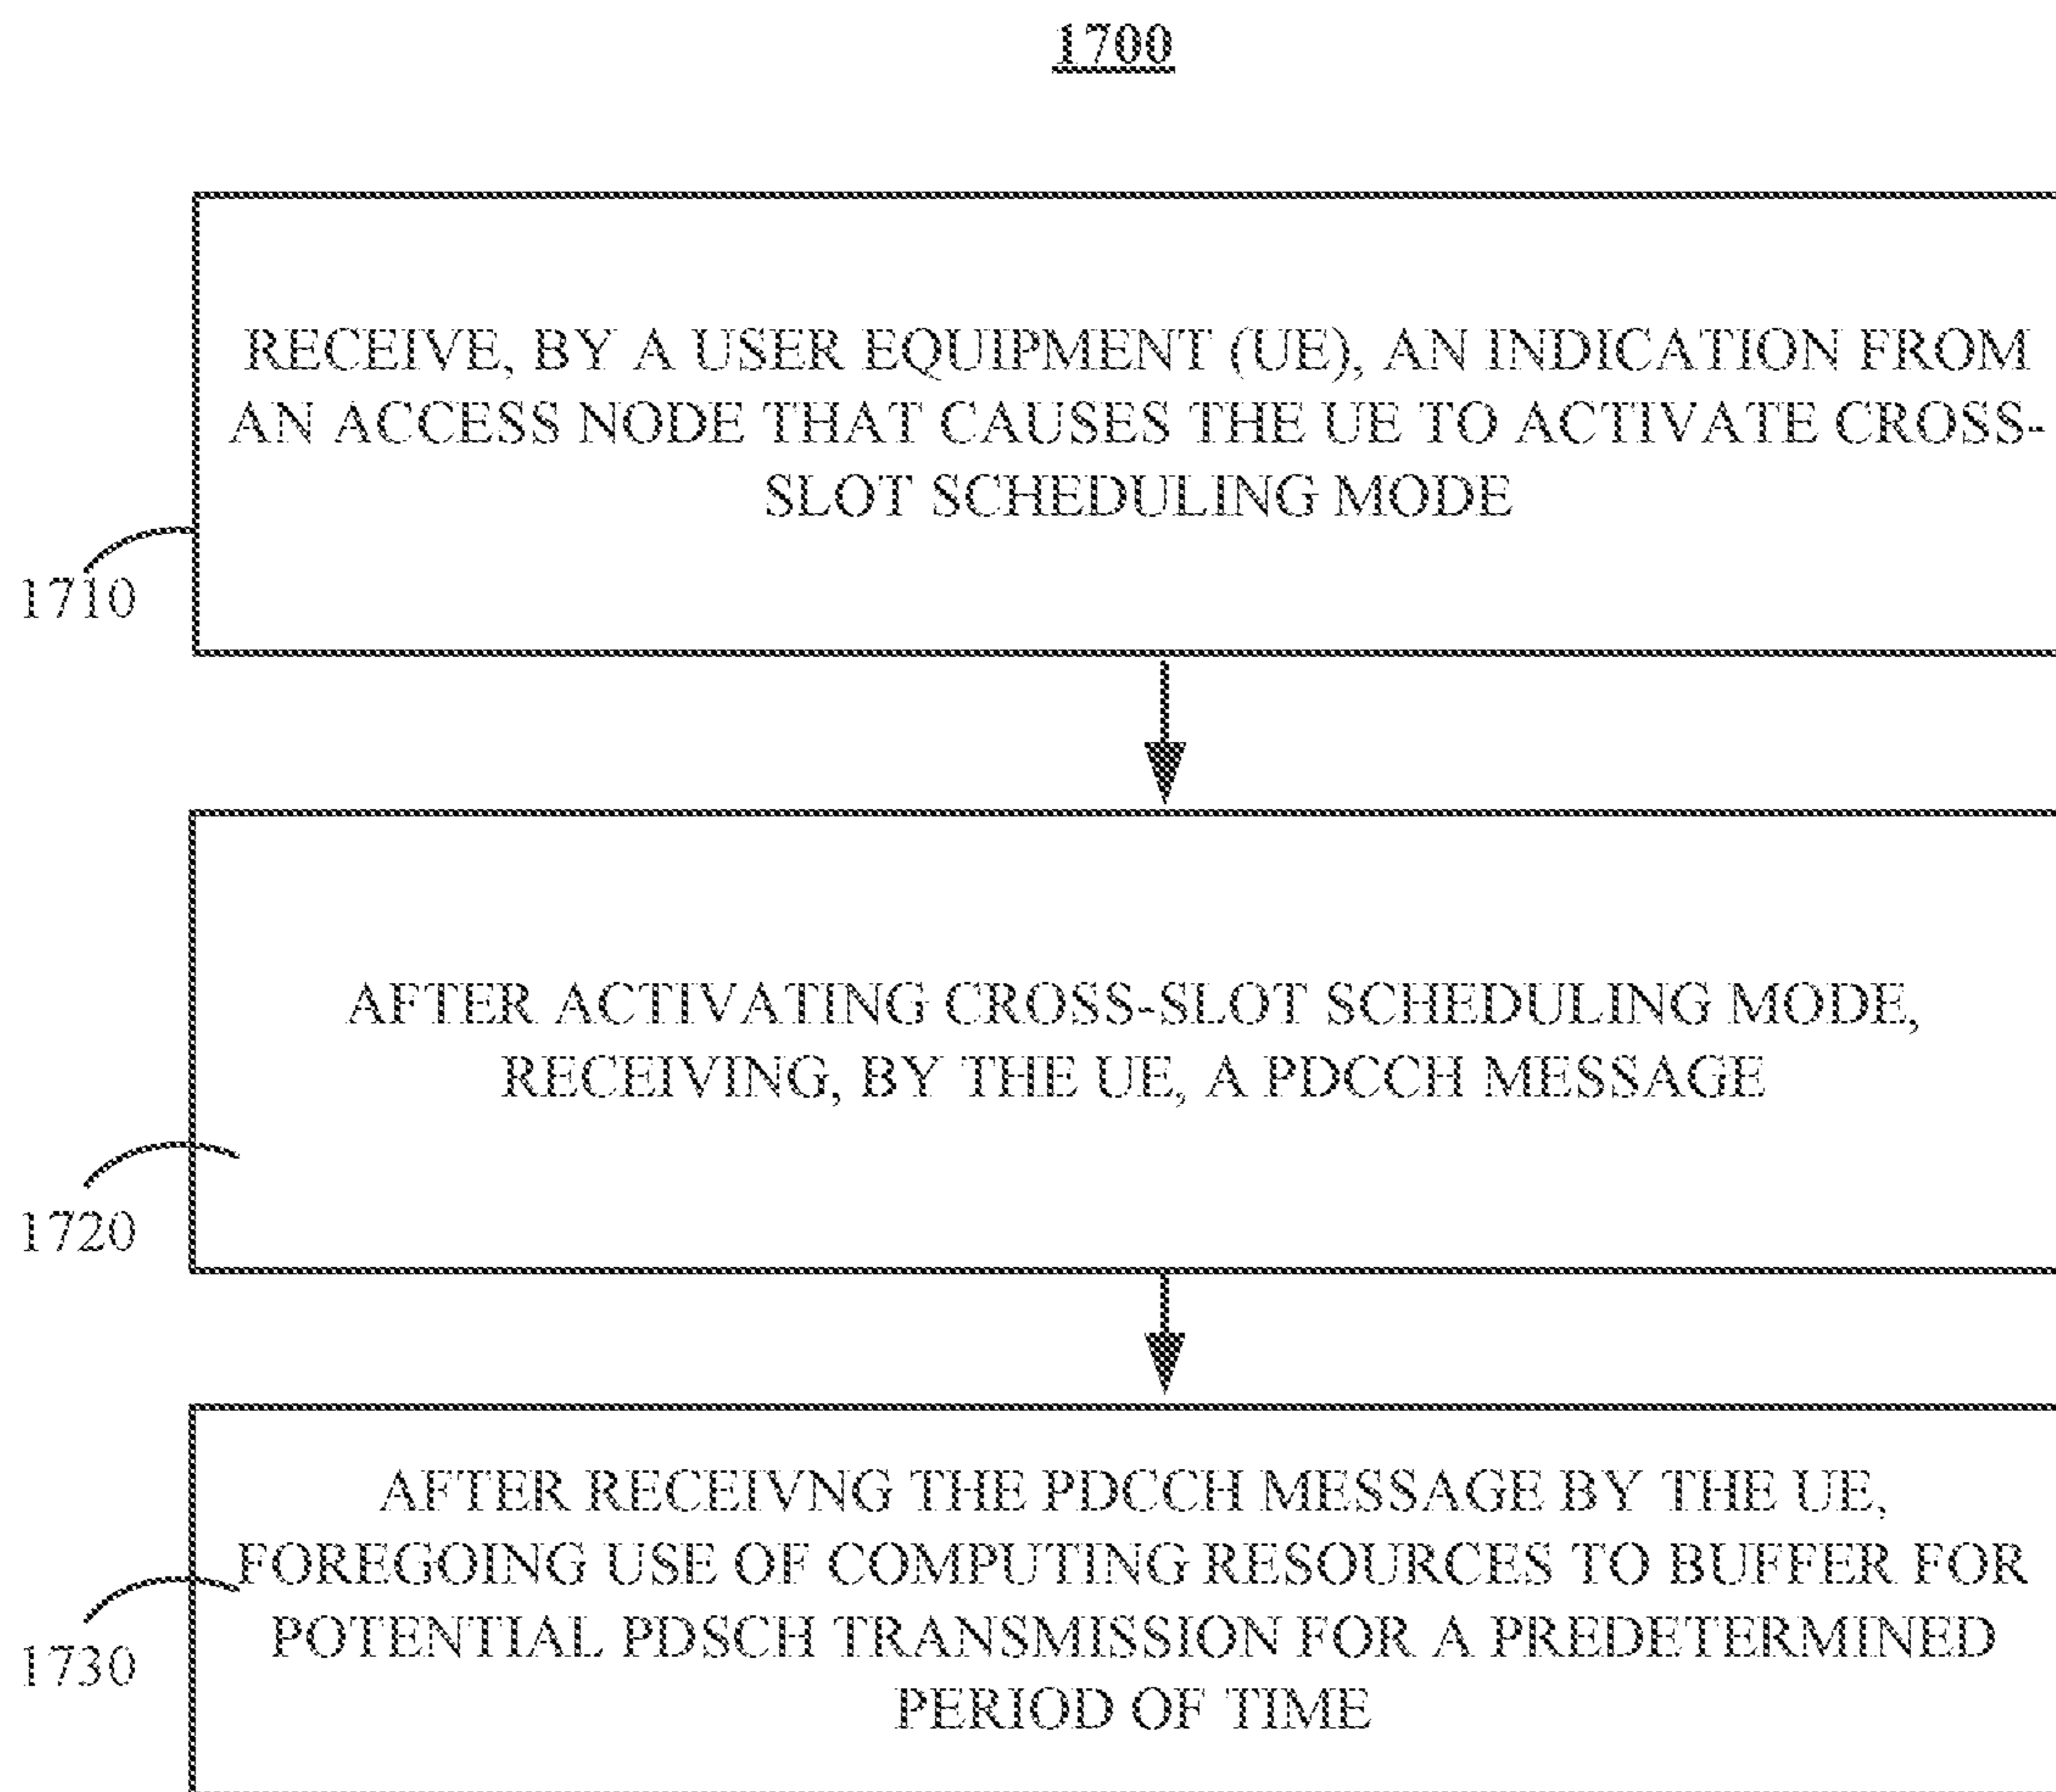 1700
RECEIVE, BY A USER EQUIPMENT (UE), AN INDICATION FROM
AN ACCESS NODE THAT CAUSES THE UE TO ACTIVATE CROSS-
SLOT SCHEDULING MODE
1710
AFTER ACTIVATING CROSS-SLOT SCHEDULING MODE,
RECEIVING, BY THE UE, A PDCCH MESSAGE
1720
AFTER RECEIVNG THE PDCCH MESSAGE BY THE UE,
FOREGOING USE OF COMPUTING RESOURCES TO BUFFER FOR
POTENTIAL PDSCH TRANSMISSION FOR A PREDETERMINED
PERIOD OF TIME
1730